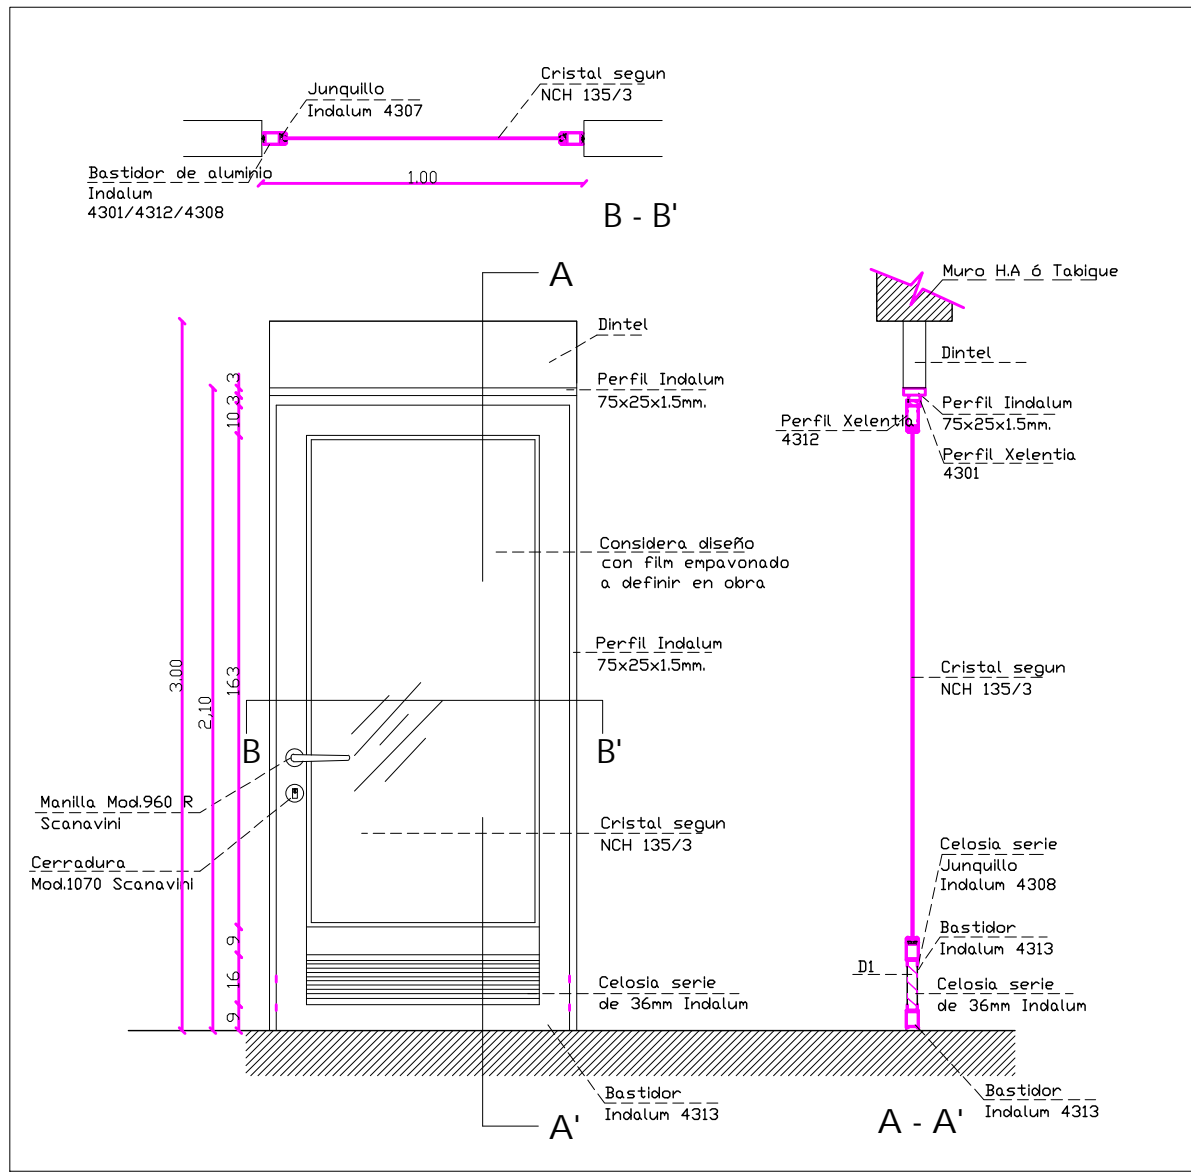 Junquillo
Indalum 4307
Cristal segun
NCH 135/3
Bastidor de aluminio
Indalum
4301/4312/4308
1.00
B - B'
A
Muro H.A ó Tabique
Dintel
Dintel
Perfil Indalum
75x25x1.5mm.
Perfil Xelentia
4312
Perfil Iindalum
75x25x1.5mm.
Perfil Xelentia
4301
3
3
10
Considera diseño
con film empavonado
a definir en obra
Perfil Indalum
75x25x1.5mm.
3.00
2.10
163
Cristal segun
NCH 135/3
B
B'
Manilla Mod.960 R
Scanavini
Cerradura
Mod.1070 Scanavini
Cristal segun
NCH 135/3
Celosia serie
Junquillo
Indalum 4308
Bastidor
Indalum 4313
D1
Celosia serie
de 36mm Indalum
9
16
9
Celosia serie
de 36mm Indalum
Bastidor
Indalum 4313
A'
Bastidor
Indalum 4313
A - A'